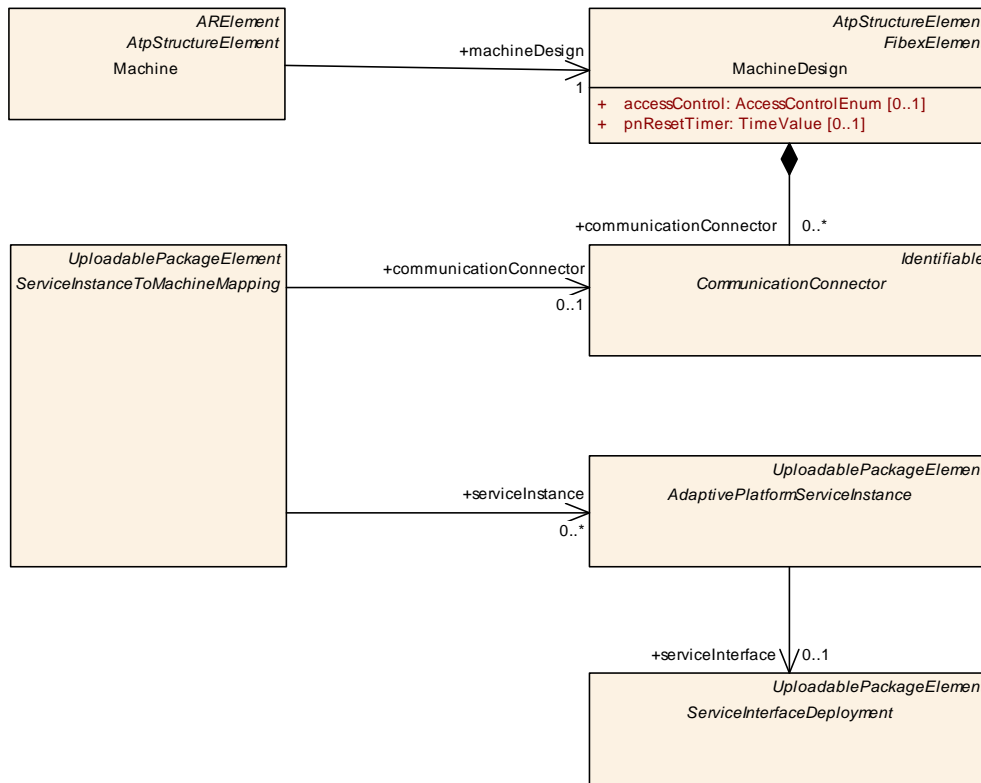 ARElement
AtpStructureElement
Machine
+machineDesign
1
AtpStructureElemen
FibexElemen
MachineDesign
+ accessControl: AccessControlEnum [0..1]
+ pnResetTimer: TimeValue [0..1]
+communicationConnector
0..*
UploadablePackageElement
ServiceInstanceToMachineMapping
+communicationConnector
0..1
Identifiable
CommunicationConnector
+serviceInstance
0..*
UploadablePackageElemen
AdaptivePlatformServiceInstance
+serviceInterface
0..1
UploadablePackageElemen
ServiceInterfaceDeployment